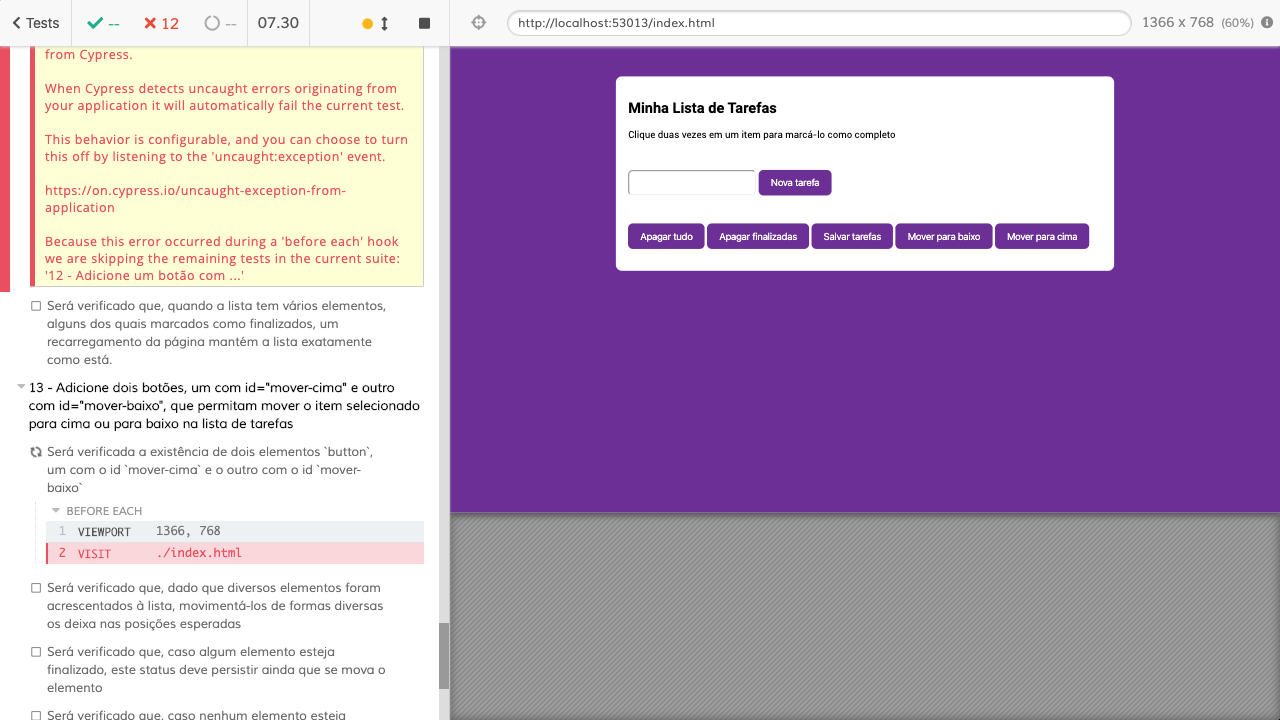 Tests
--
12
--
07.30
http://localhost:53013/index.html
1366 x 768 (60%)
from Cypress.
When Cypress detects uncaught errors originating from
your application it will automatically fail the current test.
This behavior is configurable, and you can choose to turn
this off by listening to the 'uncaught:exception' event.
https://on.cypress.io/uncaught-exception-from-
application
Because this error occurred during a 'before each' hook
we are skipping the remaining tests in the current suite:
'12 - Adicione um botão com ...'
Será verificado que, quando a lista tem vários elementos,
alguns dos quais marcados como finalizados, um
recarregamento da página mantém a lista exatamente
como está.
13 - Adicione dois botões, um com id="mover-cima" e outro
com id="mover-baixo", que permitam mover o item selecionado
para cima ou para baixo na lista de tarefas
Será verificada a existência de dois elementos `button`,
um com o id `mover-cima` e o outro com o id `mover-
baixo`
BEFORE EACH
1 VIEWPORT 1366, 768
2 VISIT ./index.html
Será verificado que, dado que diversos elementos foram
acrescentados à lista, movimentá-los de formas diversas
os deixa nas posições esperadas
Será verificado que, caso algum elemento esteja
finalizado, este status deve persistir ainda que se mova o
elemento
Será verificado que, caso nenhum elemento esteja
Minha Lista de Tarefas
Clique duas vezes em um item para marcá-lo como completo
Nova tarefa
Apagar tudo
Apagar finalizadas
Salvar tarefas
Mover para baixo
Mover para cima